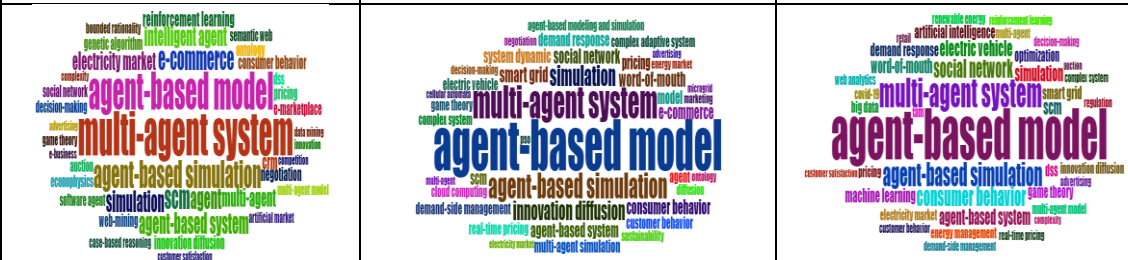 reinforcement learning
bounded rationality
intelligent agent
semantic web
genetic algorithm
ontology
electricity market
e-commerce
consumer behavior
complexity
agent-based model
dss
social network
pricing
decision-making
e-marketplace
advertising
multi-agent system
data mining
game theory
innovation
e-business
crm
competition
auction
agent-based simulation
negotiation
econophysics
multi-agent model
software agent
simulation
scm
agent
multi-agent
web-mining
agent-based system
artificial market
case-based reasoning
innovation diffusion
customer satisfaction
agent-based modeling and simulation
negotiation
demand response
complex adaptive system
system dynamic
social network
advertising
pricing
energy market
decision-making
smart grid
simulation
word-of-mouth
electric vehicle
microgrid
cellular automata
multi-agent system
model
marketing
game theory
e-commerce
complex system
agent-based model
pso
multi-agent
scm
agent-based simulation
agent
ontology
cloud computing
diffusion
demand-side management
innovation diffusion
consumer behavior
customer behavior
real-time pricing
agent-based system
sustainability
electricity market
multi-agent simulation
renewable energy
reinforcement learning
artificial intelligence
multi-agent
retail
decision-making
demand response
electric vehicle
optimization
word-of-mouth
social network
simulation
auction
web analytics
complex system
covid-19
multi-agent system
smart grid
big data
scm
regulation
agent-based model
customer satisfaction
pricing
agent-based simulation
dss
innovation diffusion
advertising
machine learning
consumer behavior
game theory
multi-agent model
electricity market
agent-based system
complexity
customer behavior
energy management
real-time pricing
demand-side management